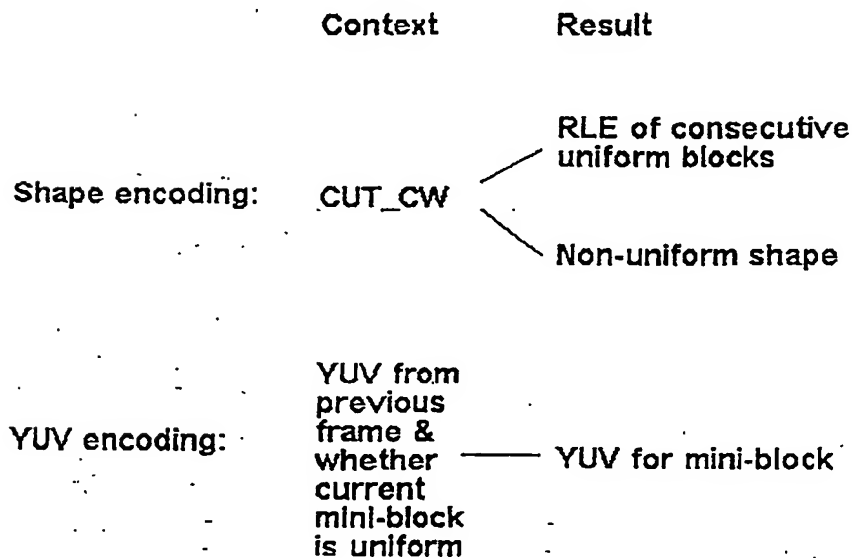 Context Result
RLE of consecutive
uniform blocks
Shape encoding: CUT_CW
Non-uniform shape
YUV from
previous
frame &
YUV encoding: whether YUV for mini-block
current
mini-block
is uniform